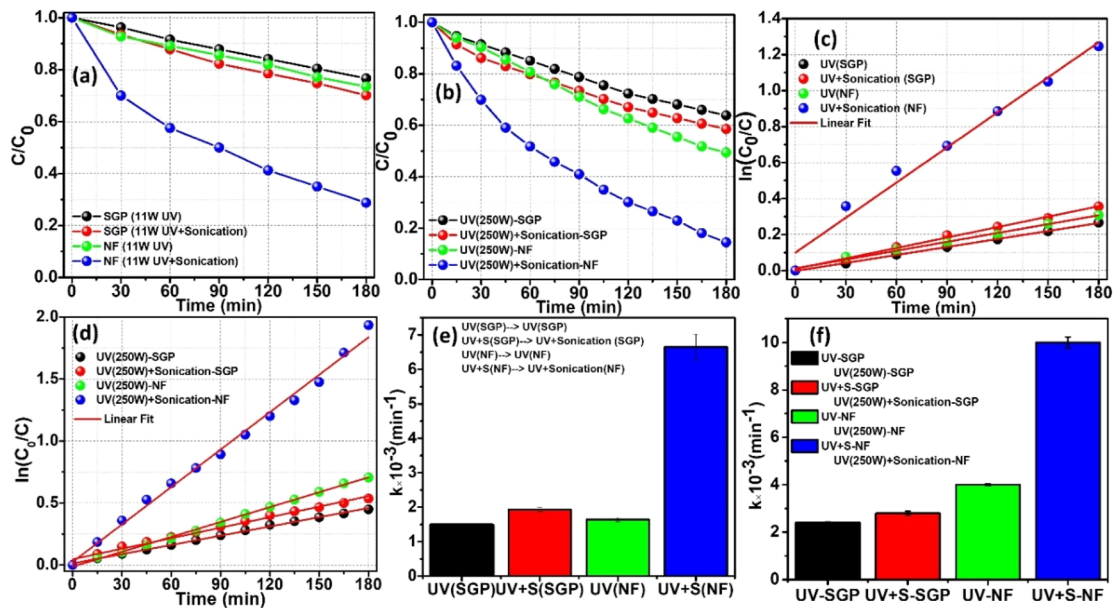 1.0
0.8
0.6
0.4
0.2
0.0
C/C0
(a)
SGP (11W UV)
SGP (11W UV+Sonication)
NF (11W UV)
NF (11W UV+Sonication)
0 30 60 90 120 150 180
Time (min)
1.0
0.8
0.6
0.4
0.2
0.0
C/C0
(b)
UV(250W)-SGP
UV(250W)+Sonication-SGP
UV(250W)-NF
UV(250W)+Sonication-NF
0 30 60 90 120 150 180
Time (min)
1.40
1.2
0.8
0.6
0.4
0.2
0.0
ln(C0/C)
(c)
UV(SGP)
UV+Sonication (SGP)
UV(NF)
UV+Sonication (NF)
Linear Fit
0 30 60 90 120 150 180
Time (min)
2.0
1.5
1.0
0.5
0.0
ln(C0/C)
(d)
UV(250W)-SGP
UV(250W)+Sonication-SGP
UV(250W)-NF
UV(250W)+Sonication-NF
Linear Fit
0 30 60 90 120 150 180
Time (min)
7
6
5
4
3
2
1
0
k×10-3(min-1)
(e)
UV(SGP)--> UV(SGP)
UV+S(SGP)--> UV+Sonication (SGP)
UV(NF)--> UV(NF)
UV+S(NF)--> UV+Sonication(NF)
UV(SGP) UV+S(SGP) UV(NF) UV+S(NF)
10
8
6
4
2
0
k×10-3(min-1)
(f)
UV-SGP
UV(250W)-SGP
UV+S-SGP
UV(250W)+Sonication-SGP
UV-NF
UV(250W)-NF
UV+S-NF
UV(250W)+Sonication-NF
UV-SGP UV+S-SGP UV-NF UV+S-NF